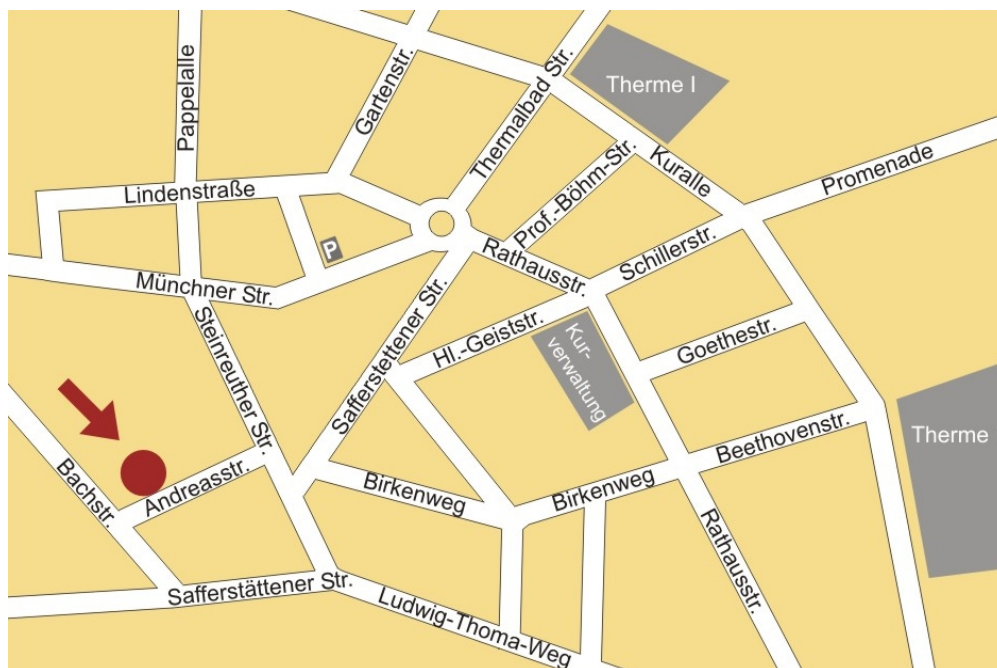 Pappelalle
Gartenstr.
Thermalbad Str.
Therme I
Kuralle
Promenade
Lindenstraße
Prof.-Böhm-Str.
P
Rathausstr.
Schillerstr.
Münchner Str.
Steinreuther Str.
Safferstettener Str.
Hl.-Geiststr.
Kur-
verwaltung
Goethestr.
Beethovenstr.
Therme
Bachstr.
Andreasstr.
Birkenweg
Birkenweg
Rathausstr.
Safferstättener Str.
Ludwig-Thoma-Weg